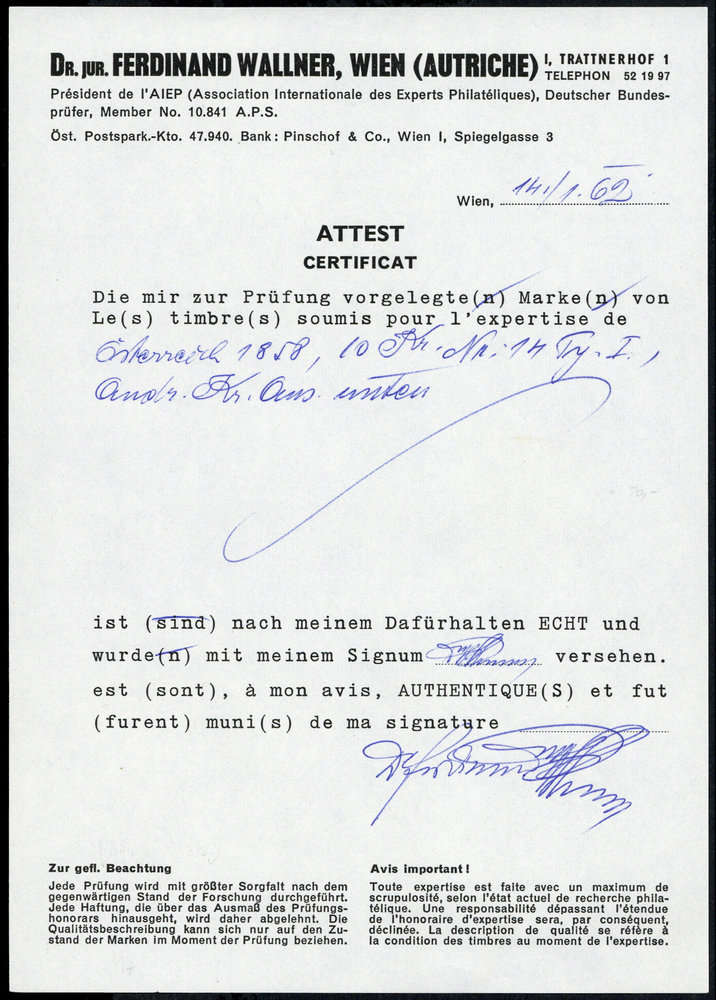 DR. JUR. FERDINAND WALLNER, WIEN (AUTRICHE) I, TRATTNERHOF 1
TELEPHON 52 19 97
Président de l'AIEP (Association Internationale des Experts Philatéliques), Deutscher Bundes-
prüfer, Member No. 10.841 A.P.S.
Öst. Postspark.-Kto. 47.940. Bank: Pinschof & Co., Wien I, Spiegelgasse 3
Wien, 14./1. 62
ATTEST
CERTIFICAT
Die mir zur Prüfung vorgelegte(n) Marke(n) von
Le(s) timbre(s) soumis pour l'expertise de
Österreich 1858, 10 Kr. Nr. 14 Ty. I.,
Andr. Kr. Ans. unten
ist (sind) nach meinem Dafürhalten ECHT und
wurde(n) mit meinem Signum versehen.
est (sont), à mon avis, AUTHENTIQUE(S) et fut
(furent) muni(s) de ma signature
Zur gefl. Beachtung
Jede Prüfung wird mit größter Sorgfalt nach dem
gegenwärtigen Stand der Forschung durchgeführt.
Jede Haftung, die über das Ausmaß des Prüfungs-
honorars hinausgeht, wird daher abgelehnt. Die
Qualitätsbeschreibung kann sich nur auf den Zu-
stand der Marken im Moment der Prüfung beziehen.
Avis important!
Toute expertise est faite avec un maximum de
scrupulosité, selon l'état actuel de recherche phila-
télique. Une responsabilité dépassant l'étendue
de l'honoraire d'expertise sera, par conséquent,
déclinée. La description de qualité se réfère à
la condition des timbres au moment de l'expertise.